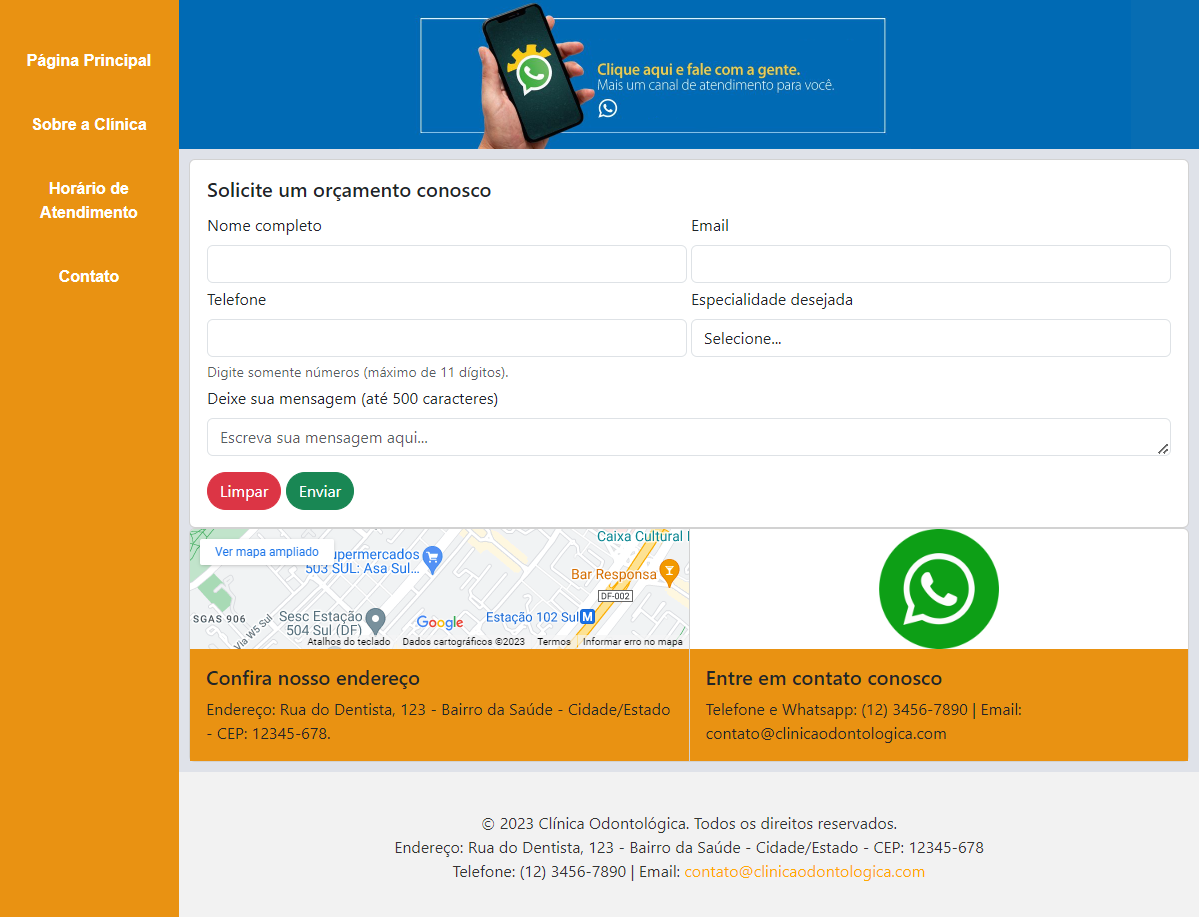 Página Principal
Sobre a Clínica
Horário de
Atendimento
Contato
Clique aqui e fale com a gente.
Mais um canal de atendimento para você.
Solicite um orçamento conosco
Nome completo
Email
Telefone
Especialidade desejada
Selecione...
Digite somente números (máximo de 11 dígitos).
Deixe sua mensagem (até 500 caracteres)
Escreva sua mensagem aqui...
Limpar
Enviar
Ver mapa ampliado
upermercados
503 SUL: Asa Sul...
Caixa Cultural
Bar Responsa
DF-002
SGAS 906
Via W5 Sul
Sesc Estação
504 Sul (DF)
Google
Estação 102 Sul
M
Atalhos do teclado
Dados cartográficos ©2023
Termos
Informar erro no mapa
Confira nosso endereço
Endereço: Rua do Dentista, 123 - Bairro da Saúde - Cidade/Estado
- CEP: 12345-678.
Entre em contato conosco
Telefone e Whatsapp: (12) 3456-7890 | Email:
contato@clinicaodontologica.com
© 2023 Clínica Odontológica. Todos os direitos reservados.
Endereço: Rua do Dentista, 123 - Bairro da Saúde - Cidade/Estado - CEP: 12345-678
Telefone: (12) 3456-7890 | Email: contato@clinicaodontologica.com